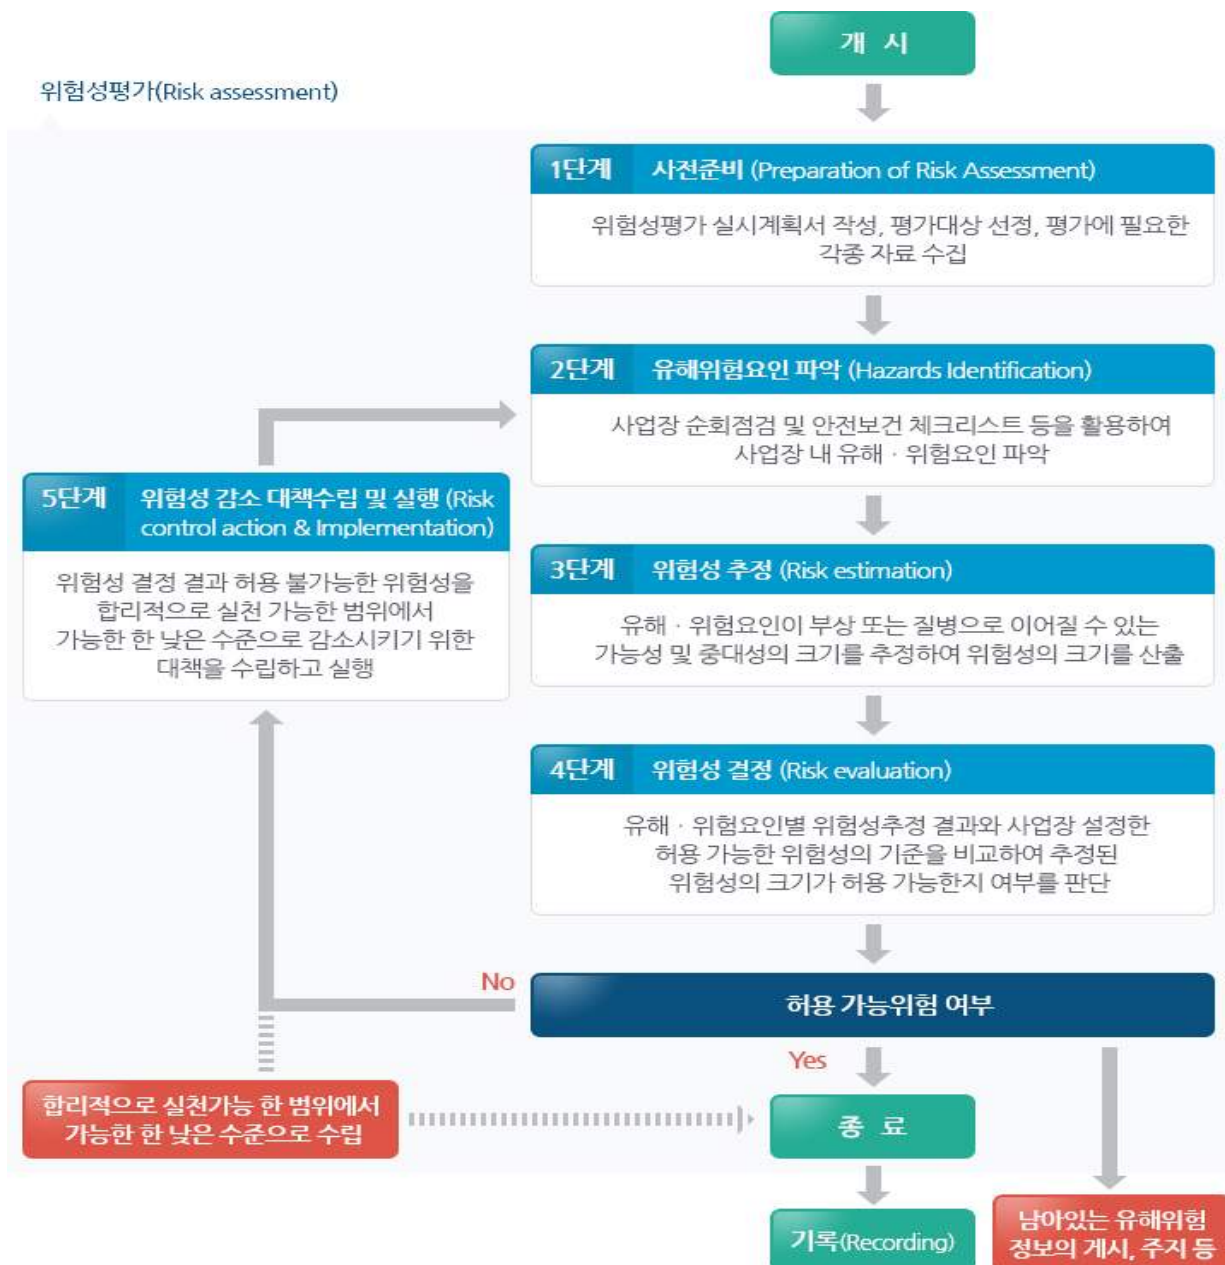 개 시
위험성평가(Risk assessment)
1단계 사전준비 (Preparation of Risk Assessment)
위험성평가 실시계획서 작성, 평가대상 선정, 평가에 필요한
각종 자료 수집
2단계 유해위험요인 파악 (Hazards Identification)
사업장 순회점검 및 안전보건 체크리스트 등을 활용하여
사업장 내 유해 · 위험요인 파악
5단계 위험성 감소 대책수립 및 실행 (Risk
control action & Implementation)
위험성 결정 결과 허용 불가능한 위험성을
합리적으로 실천 가능한 범위에서
가능한 한 낮은 수준으로 감소시키기 위한
대책을 수립하고 실행
3단계 위험성 추정 (Risk estimation)
유해 · 위험요인이 부상 또는 질병으로 이어질 수 있는
가능성 및 중대성의 크기를 추정하여 위험성의 크기를 산출
4단계 위험성 결정 (Risk evaluation)
유해 · 위험요인별 위험성추정 결과와 사업장 설정한
허용 가능한 위험성의 기준을 비교하여 추정된
위험성의 크기가 허용 가능한지 여부를 판단
No
허용 가능위험 여부
Yes
합리적으로 실천가능 한 범위에서
가능한 한 낮은 수준으로 수립
종 료
기록(Recording)
남아있는 유해위험
정보의 게시, 주지 등